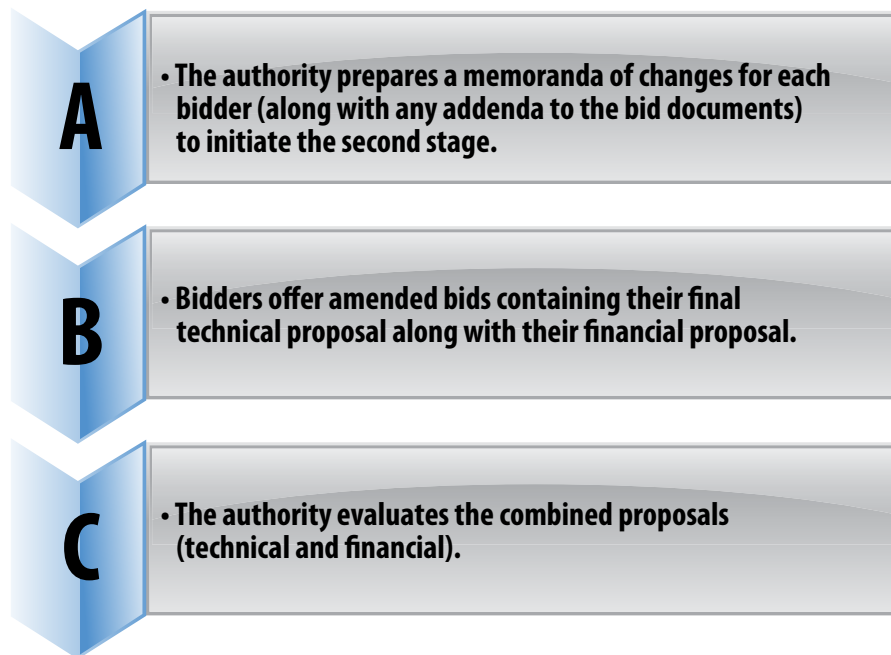 A
• The authority prepares a memoranda of changes for each
bidder (along with any addenda to the bid documents)
to initiate the second stage.
B
• Bidders offer amended bids containing their final
technical proposal along with their financial proposal.
C
• The authority evaluates the combined proposals
(technical and financial).